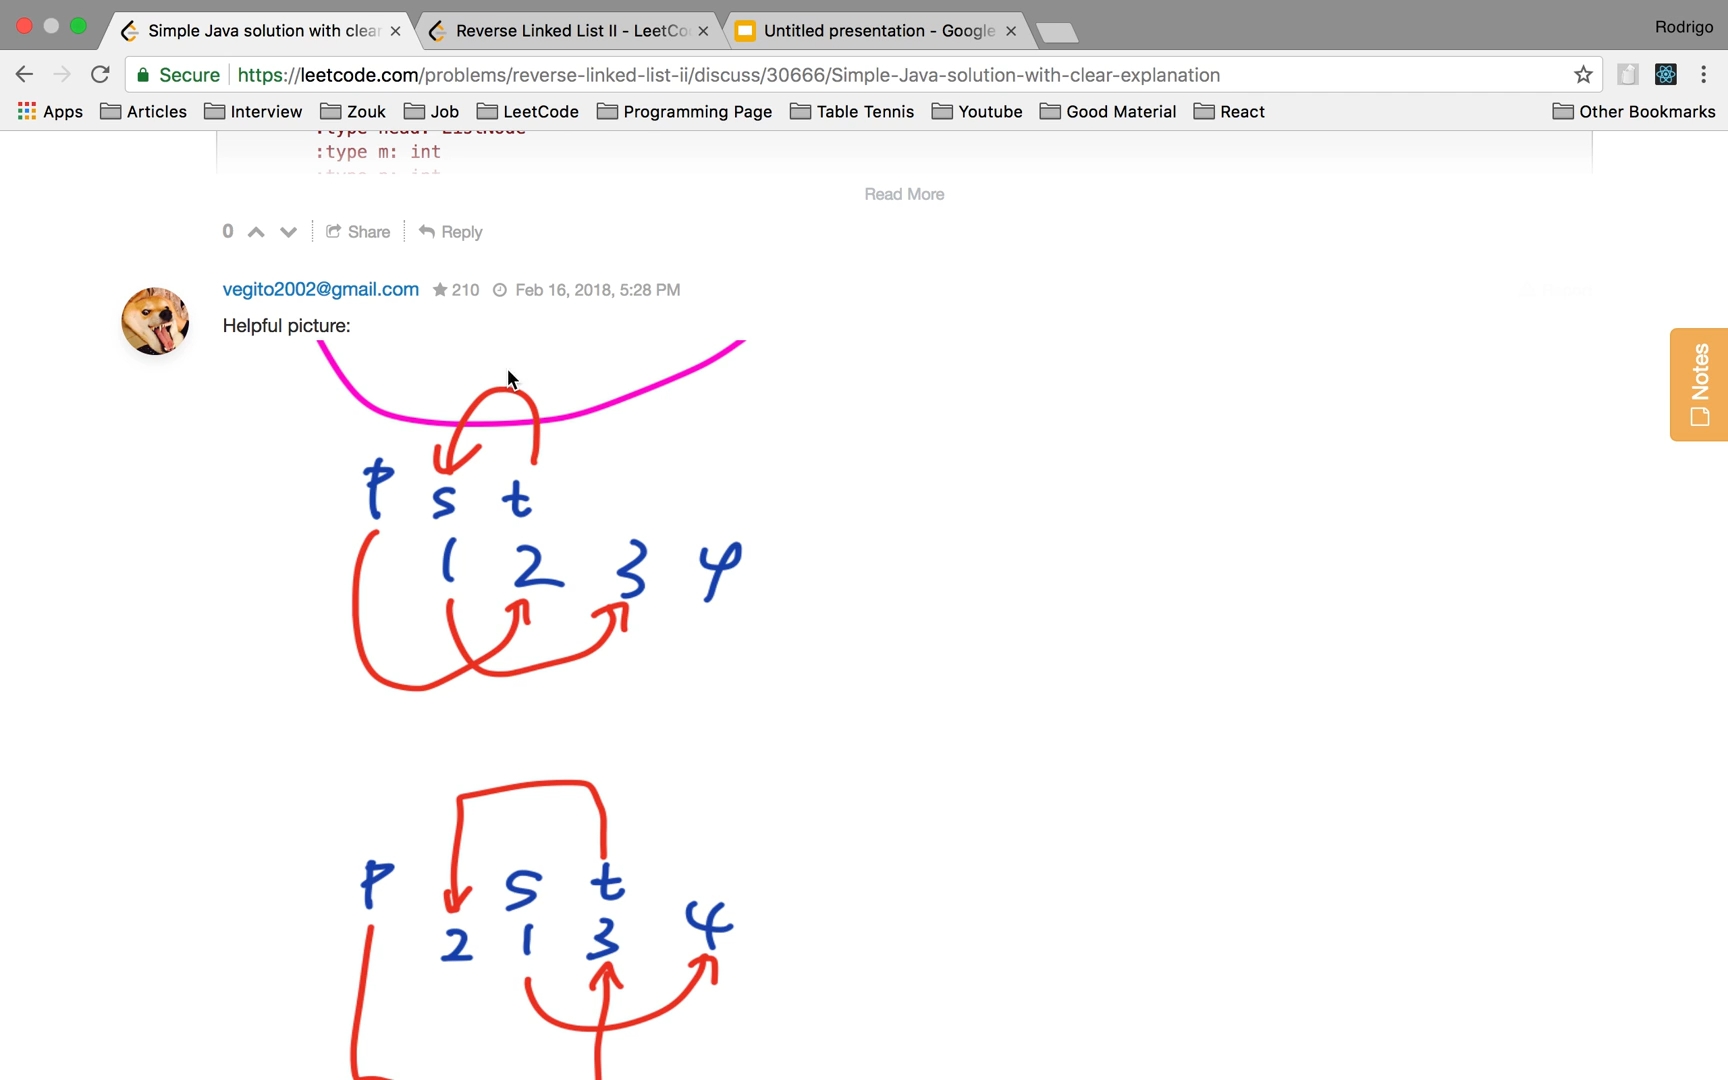 Simple Java solution with clear
Reverse Linked List II - LeetCo
Untitled presentation - Google
Rodrigo
Secure
https://leetcode.com/problems/reverse-linked-list-ii/discuss/30666/Simple-Java-solution-with-clear-explanation
Apps
Articles
Interview
Zouk
Job
LeetCode
Programming Page
Table Tennis
Youtube
Good Material
React
Other Bookmarks
:type head: ListNode
:type m: int
Read More
0
Share
Reply
vegito2002@gmail.com 210 Feb 16, 2018, 5:28 PM
Helpful picture:
Notes
p s t
1 2 3 4
p s t
2 1 3 4